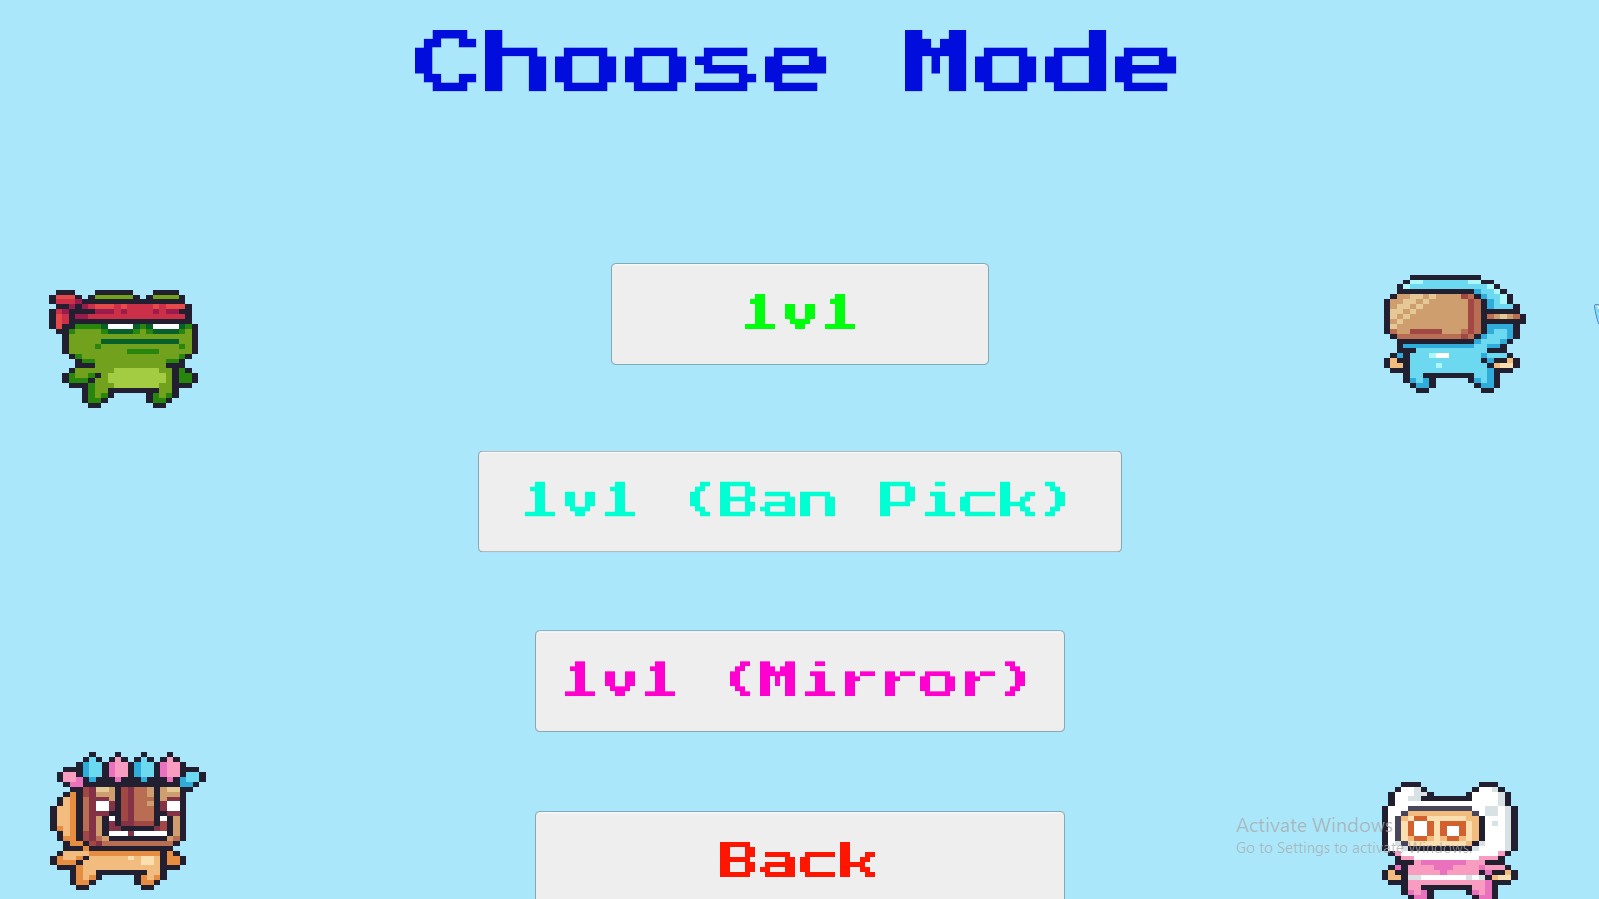 Choose Mode
1v1
1v1 (Ban Pick)
1v1 (Mirror)
Back
Activate Windows
Go to Settings to activate Windows.